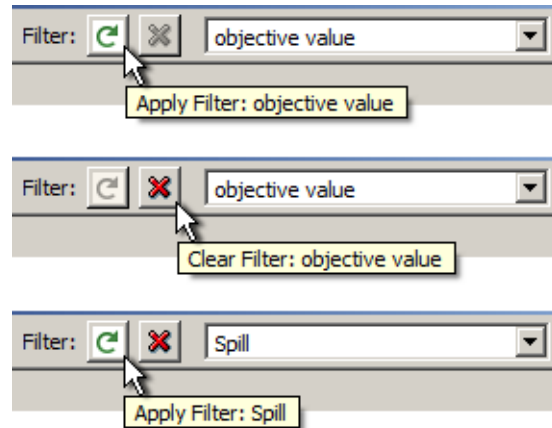 Filter: objective value
Apply Filter: objective value
Filter: objective value
Clear Filter: objective value
Filter: Spill
Apply Filter: Spill